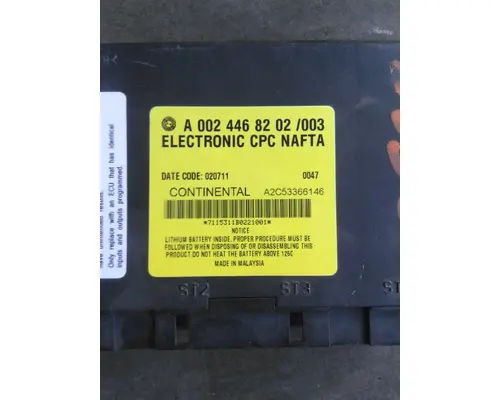 A 002 446 82 02 /003
ELECTRONIC CPC NAFTA
DATE CODE: 020711 0047
CONTINENTAL A2C53366146
*7115311B0221001*
NOTICE
LITHIUM BATTERY INSIDE. PROPER PROCEDURE MUST BE
FOLLOWED WHEN DISPOSING OF OR DISASSEMBLING THIS
PRODUCT.DO NOT HEAT THE BATTERY ABOVE 125C
MADE IN MALAYSIA
ST2 ST3
Only replace with an ECU that has identical
inputs and outputs programmed.